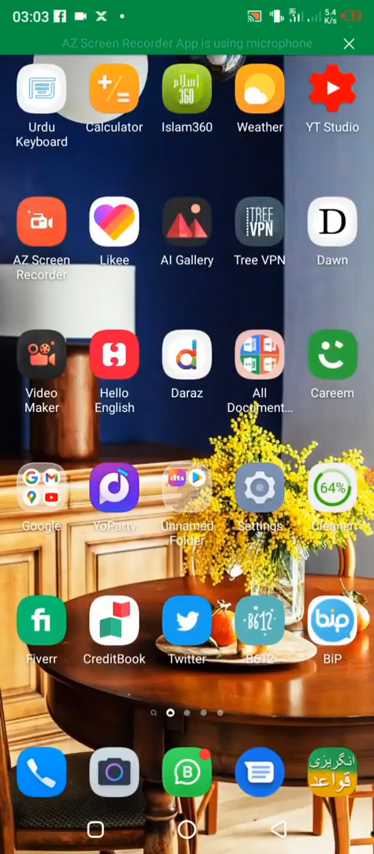 03:03
3G
5.4
K/s
AZ Screen Recorder App is using microphone
اسلام
360
Urdu
Keyboard
Calculator
Islam360
Weather
YT Studio
TREE
VPN
D
AZ Screen
Recorder
Likee
AI Gallery
Tree VPN
Dawn
Video
Maker
Hello
English
Daraz
All
Document...
Careem
dts
64%
Google
YoParty
Unnamed
Folder
Settings
Cleaner
fi
B612
bip
Fiverr
CreditBook
Twitter
B612
BiP
B
انگریزی
قواعد